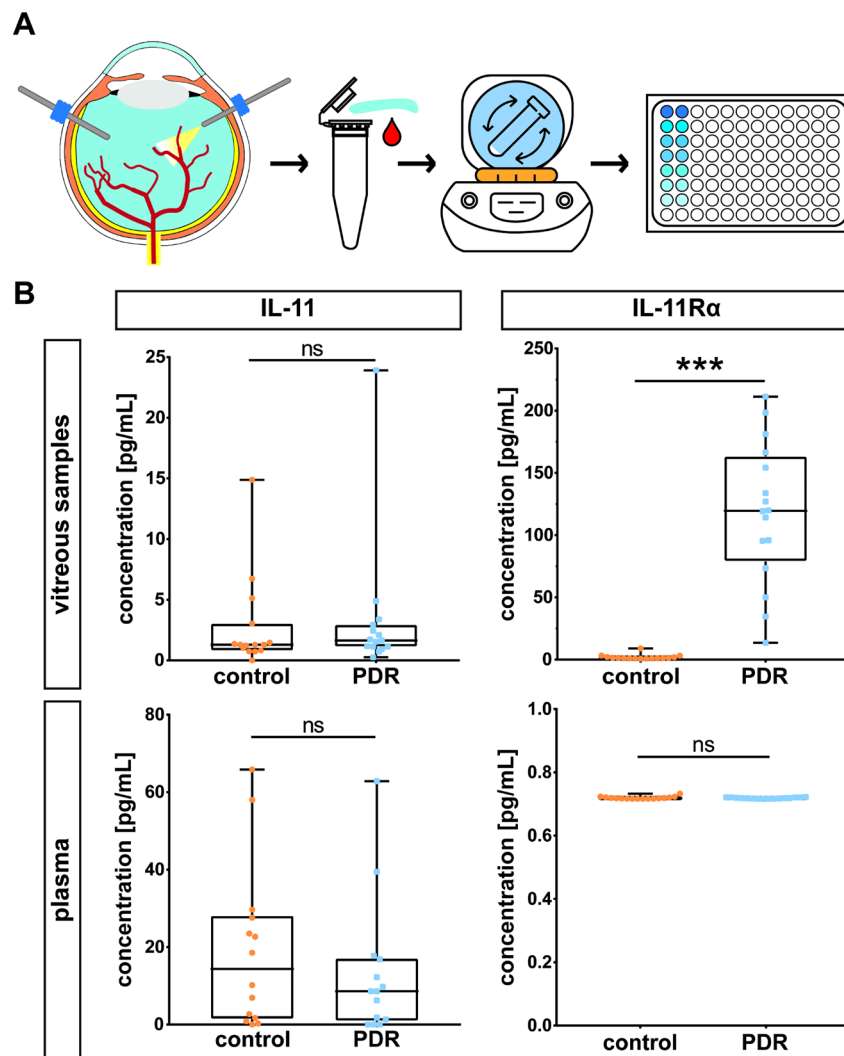 A
B
IL-11
IL-11Rα
vitreous samples
concentration [pg/mL]
25
20
15
10
5
0
ns
control
PDR
concentration [pg/mL]
250
200
150
100
50
0
***
control
PDR
plasma
concentration [pg/mL]
80
60
40
20
0
ns
control
PDR
concentration [pg/mL]
1.0
0.8
0.6
0.4
0.2
0.0
ns
control
PDR